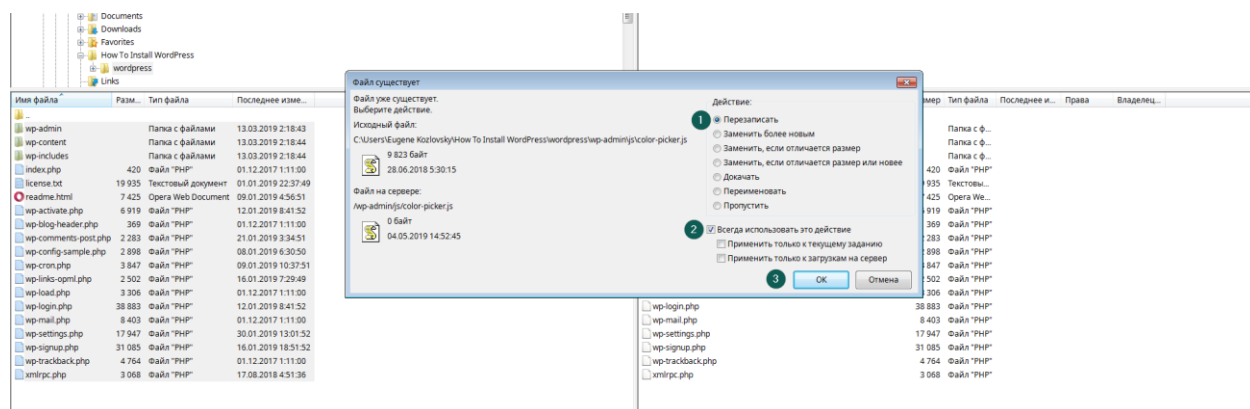 Documents
Downloads
Favorites
How To Install WordPress
wordpress
Links
Имя файла Разм... Тип файла Последнее изме...
..
wp-admin Папка с файлами 13.03.2019 2:18:43
wp-content Папка с файлами 13.03.2019 2:18:44
wp-includes Папка с файлами 13.03.2019 2:18:44
index.php 420 Файл "PHP" 01.12.2017 1:11:00
license.txt 19 935 Текстовый документ 01.01.2019 22:37:49
readme.html 7 425 Opera Web Document 09.01.2019 4:56:51
wp-activate.php 6 919 Файл "PHP" 12.01.2019 8:41:52
wp-blog-header.php 369 Файл "PHP" 01.12.2017 1:11:00
wp-comments-post.php 2 283 Файл "PHP" 21.01.2019 3:34:51
wp-config-sample.php 2 898 Файл "PHP" 08.01.2019 6:30:50
wp-cron.php 3 847 Файл "PHP" 09.01.2019 10:37:51
wp-links-opml.php 2 502 Файл "PHP" 16.01.2019 7:29:49
wp-load.php 3 306 Файл "PHP" 01.12.2017 1:11:00
wp-login.php 38 883 Файл "PHP" 12.01.2019 8:41:52
wp-mail.php 8 403 Файл "PHP" 01.12.2017 1:11:00
wp-settings.php 17 947 Файл "PHP" 30.01.2019 13:01:52
wp-signup.php 31 085 Файл "PHP" 16.01.2019 18:51:52
wp-trackback.php 4 764 Файл "PHP" 01.12.2017 1:11:00
xmlrpc.php 3 068 Файл "PHP" 17.08.2018 4:51:36
Файл существует
Файл уже существует.
Выберите действие.
Исходный файл:
C:\Users\Eugene Kozlovsky\How To Install WordPress\wordpress\wp-admin\js\color-picker.js
9 823 байт
28.06.2018 5:30:15
Файл на сервере:
/wp-admin/js/color-picker.js
0 байт
04.05.2019 14:52:45
Действие:
1 Перезаписать
Заменить более новым
Заменить, если отличается размер
Заменить, если отличается размер или новее
Докачать
Переименовать
Пропустить
2 Всегда использовать это действие
Применить только к текущему заданию
Применить только к загрузкам на сервер
3 OK Отмена
змер Тип файла Последнее и... Права Владелец...
Папка с ф...
Папка с ф...
Папка с ф...
420 Файл "PHP"
935 Текстовы...
425 Opera We...
919 Файл "PHP"
369 Файл "PHP"
283 Файл "PHP"
898 Файл "PHP"
847 Файл "PHP"
502 Файл "PHP"
306 Файл "PHP"
wp-login.php 38 883 Файл "PHP"
wp-mail.php 8 403 Файл "PHP"
wp-settings.php 17 947 Файл "PHP"
wp-signup.php 31 085 Файл "PHP"
wp-trackback.php 4 764 Файл "PHP"
xmlrpc.php 3 068 Файл "PHP"